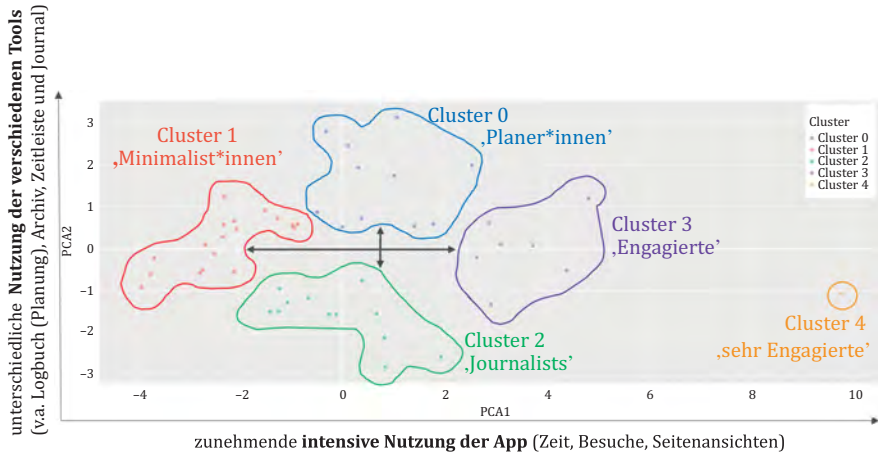 unterschiedliche Nutzung der verschiedenen Tools
(v.a. Logbuch (Planung), Archiv, Zeitleiste und Journal)
PCA2
3
2
1
0
−1
−2
−3
Cluster 1
‚Minimalist*innen’
Cluster 0
‚Planer*innen’
Cluster 3
‚Engagierte’
Cluster 2
‚Journalists’
Cluster 4
‚sehr Engagierte’
Cluster
Cluster 0
Cluster 1
Cluster 2
Cluster 3
Cluster 4
−4
−2
0
2
4
6
8
10
PCA1
zunehmende intensive Nutzung der App (Zeit, Besuche, Seitenansichten)